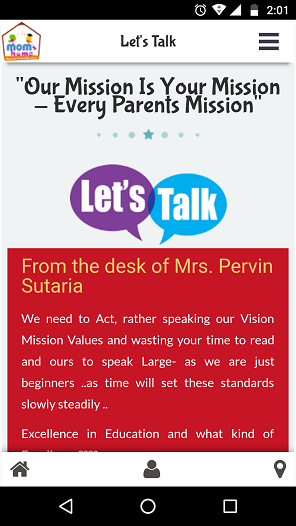 2:01
mom's
home
Let's Talk
"Our Mission Is Your Mission
– Every Parents Mission"
Let's
Talk
From the desk of Mrs. Pervin
Sutaria
We need to Act, rather speaking our Vision
Mission Values and wasting your time to read
and ours to speak Large- as we are just
beginners ..as time will set these standards
slowly steadily ..
Excellence in Education and what kind of